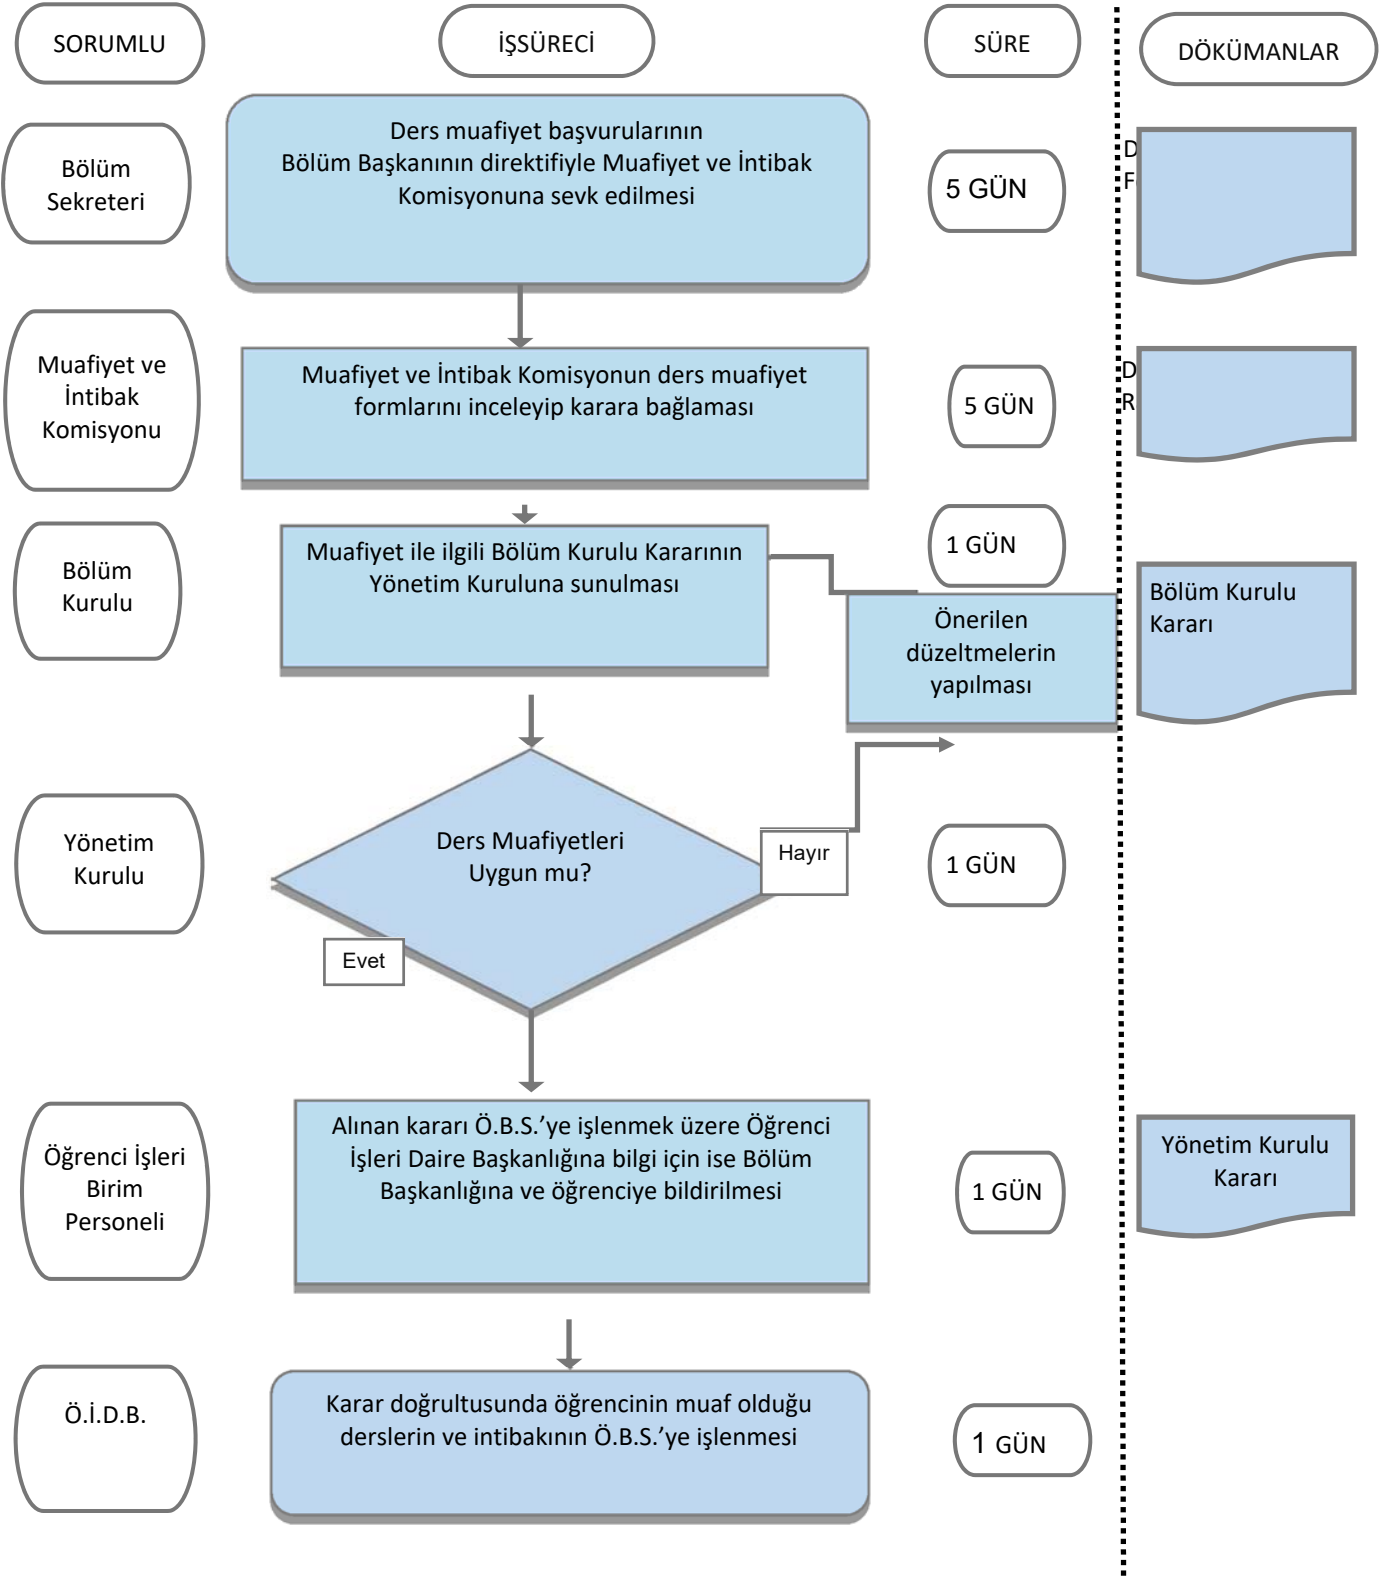 SORUMLU
İŞSÜRECİ
SÜRE
DÖKÜMANLAR
Bölüm
Sekreteri
Ders muafiyet başvurularının
Bölüm Başkanının direktifiyle Muafiyet ve İntibak
Komisyonuna sevk edilmesi
5 GÜN
Muafiyet ve
İntibak
Komisyonu
Muafiyet ve İntibak Komisyonun ders muafiyet
formlarını inceleyip karara bağlaması
5 GÜN
Bölüm
Kurulu
Muafiyet ile ilgili Bölüm Kurulu Kararının
Yönetim Kuruluna sunulması
1 GÜN
Önerilen
düzeltmelerin
yapılması
Bölüm Kurulu
Kararı
Yönetim
Kurulu
Ders Muafiyetleri
Uygun mu?
Hayır
Evet
1 GÜN
Öğrenci İşleri
Birim
Personeli
Alınan kararı Ö.B.S.’ye işlenmek üzere Öğrenci
İşleri Daire Başkanlığına bilgi için ise Bölüm
Başkanlığına ve öğrenciye bildirilmesi
1 GÜN
Yönetim Kurulu
Kararı
Ö.İ.D.B.
Karar doğrultusunda öğrencinin muaf olduğu
derslerin ve intibakının Ö.B.S.’ye işlenmesi
1 GÜN